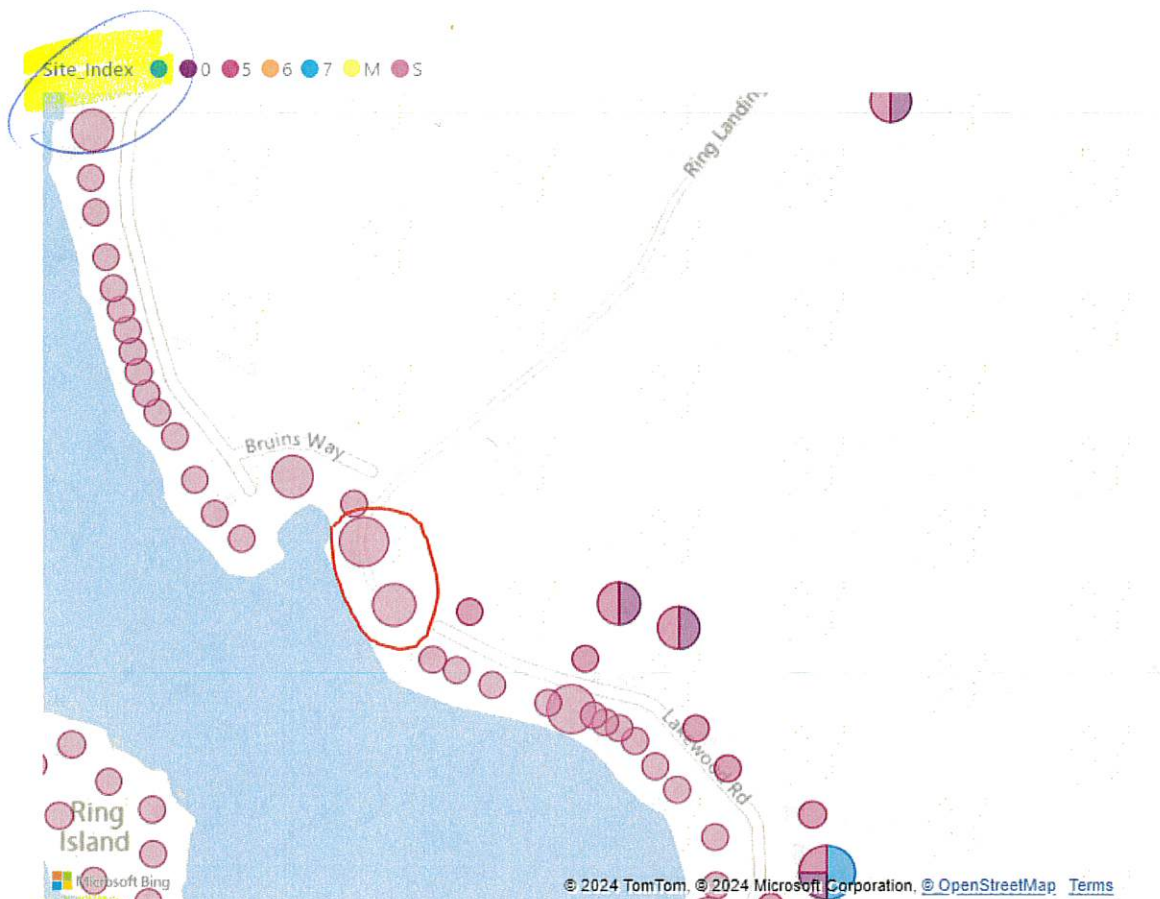 Site_Index 0 5 6 7 M S
Ring Landing
Bruins Way
Lakewood Rd
Ring
Island
Microsoft Bing
© 2024 TomTom, © 2024 Microsoft Corporation, © OpenStreetMap Terms